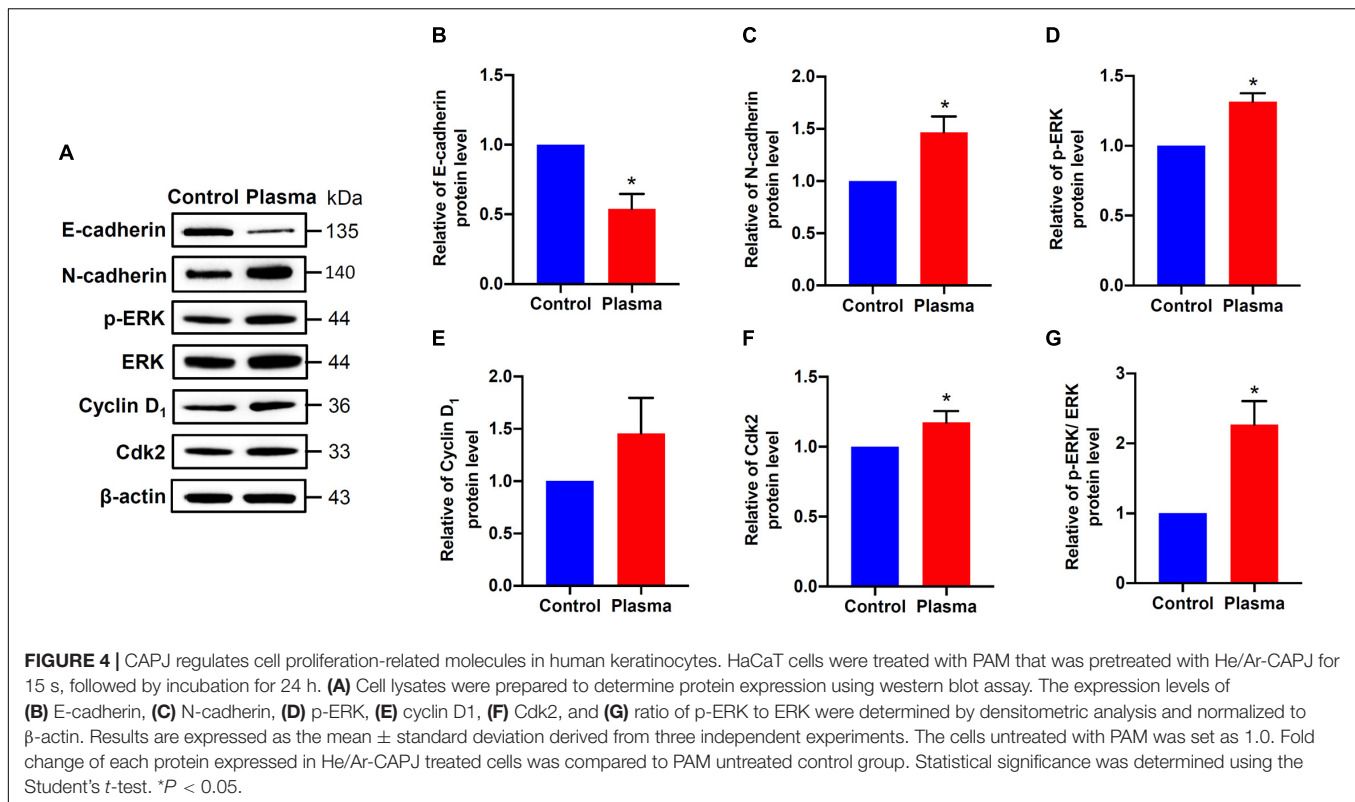 A
Control Plasma kDa
E-cadherin 135
N-cadherin 140
p-ERK 44
ERK 44
Cyclin D₁ 36
Cdk2 33
β-actin 43
B
Relative of E-cadherin
protein level
1.5
1.0
0.5
0.0
*
Control Plasma
C
Relative of N-cadherin
protein level
2.0
1.5
1.0
0.5
0.0
*
Control Plasma
D
Relative of p-ERK
protein level
1.5
1.0
0.5
0.0
*
Control Plasma
E
Relative of Cyclin D₁
protein level
2.0
1.5
1.0
0.5
0.0
Control Plasma
F
Relative of Cdk2
protein level
1.5
1.0
0.5
0.0
*
Control Plasma
G
Relative of p-ERK/ ERK
protein level
3
2
1
0
*
Control Plasma
FIGURE 4 | CAPJ regulates cell proliferation-related molecules in human keratinocytes. HaCaT cells were treated with PAM that was pretreated with He/Ar-CAPJ for
15 s, followed by incubation for 24 h. (A) Cell lysates were prepared to determine protein expression using western blot assay. The expression levels of
(B) E-cadherin, (C) N-cadherin, (D) p-ERK, (E) cyclin D1, (F) Cdk2, and (G) ratio of p-ERK to ERK were determined by densitometric analysis and normalized to
β-actin. Results are expressed as the mean ± standard deviation derived from three independent experiments. The cells untreated with PAM was set as 1.0. Fold
change of each protein expressed in He/Ar-CAPJ treated cells was compared to PAM untreated control group. Statistical significance was determined using the
Student's t-test. *P < 0.05.